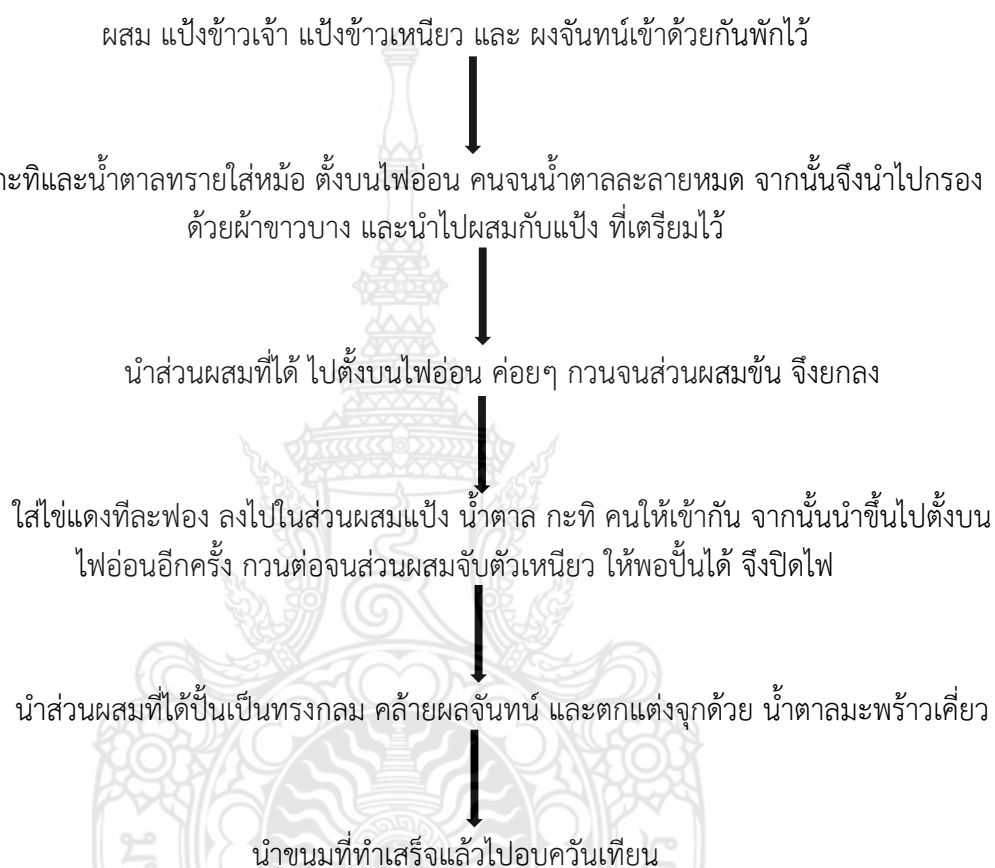 ผสม แป้งข้าวเจ้า แป้งข้าวเหนียว และ ผงจันทน์เข้าด้วยกันพักไว้
กะทิและน้ำตาลทรายใส่หม้อ ตั้งบนไฟอ่อน คนจนน้ำตาลละลายหมด จากนั้นจึงนำไปกรอง
ด้วยผ้าขาวบาง และนำไปผสมกับแป้ง ที่เตรียมไว้
นำส่วนผสมที่ได้ ไปตั้งบนไฟอ่อน ค่อยๆ กวนจนส่วนผสมข้น จึงยกลง
ใส่ไข่แดงทีละฟอง ลงไปในส่วนผสมแป้ง น้ำตาล กะทิ คนให้เข้ากัน จากนั้นนำขึ้นไปตั้งบน
ไฟอ่อนอีกครั้ง กวนต่อจนส่วนผสมจับตัวเหนียว ให้พอปั้นได้ จึงปิดไฟ
นำส่วนผสมที่ได้ปั้นเป็นทรงกลม คล้ายผลจันทน์ และตกแต่งจุกด้วย น้ำตาลมะพร้าวเคี่ยว
นำขนมที่ทำเสร็จแล้วไปอบควันเทียน